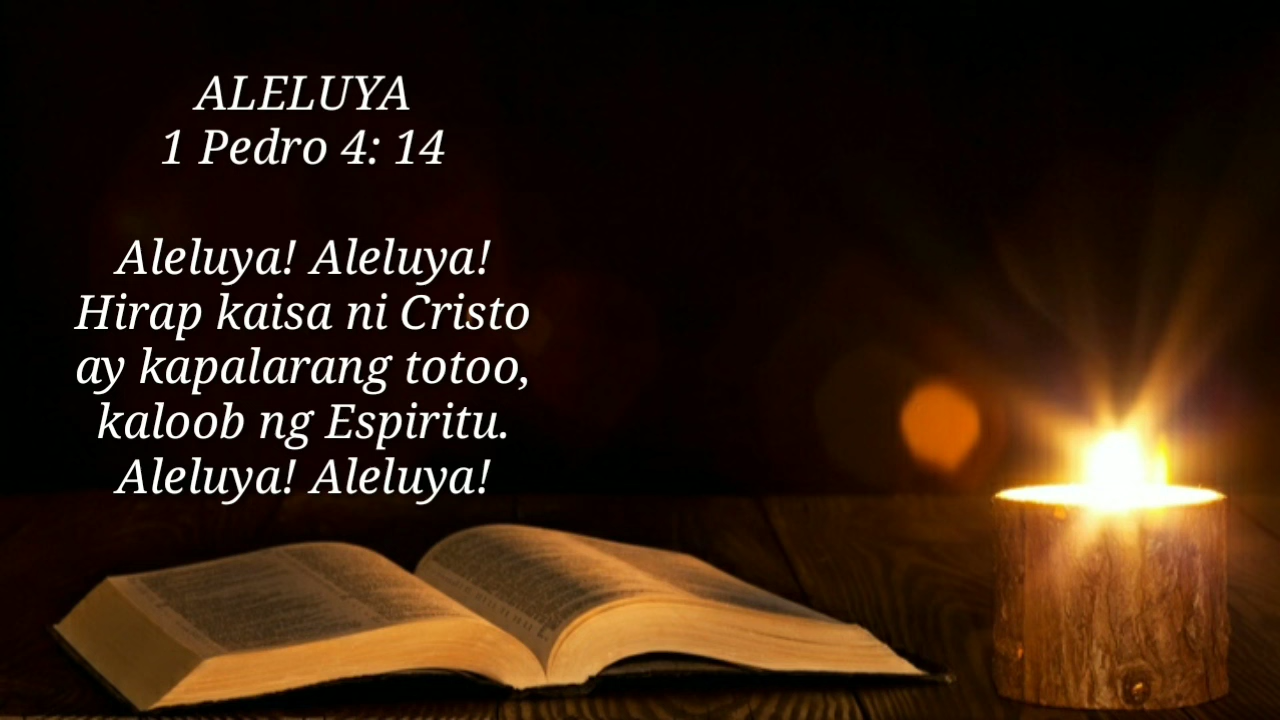 ALELUYA
1 Pedro 4: 14
Aleluya! Aleluya!
Hirap kaisa ni Cristo
ay kapalarang totoo,
kaloob ng Espiritu.
Aleluya! Aleluya!